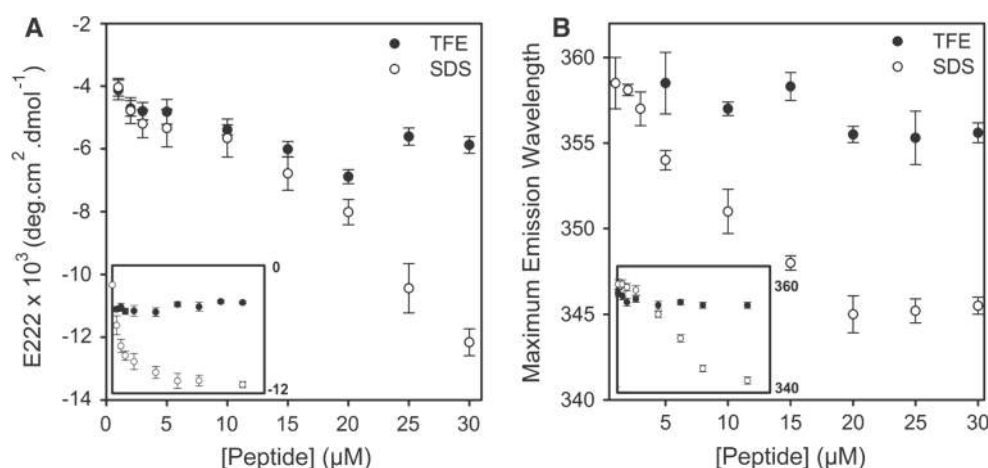 A
TFE
SDS
E222 x 10³ (deg.cm² .dmol⁻¹)
-2
-4
-6
-8
-10
-12
-14
0
-12
0 5 10 15 20 25 30
[Peptide] (µM)
B
TFE
SDS
Maximum Emission Wavelength
360
355
350
345
340
360
340
5 10 15 20 25 30
[Peptide] (µM)